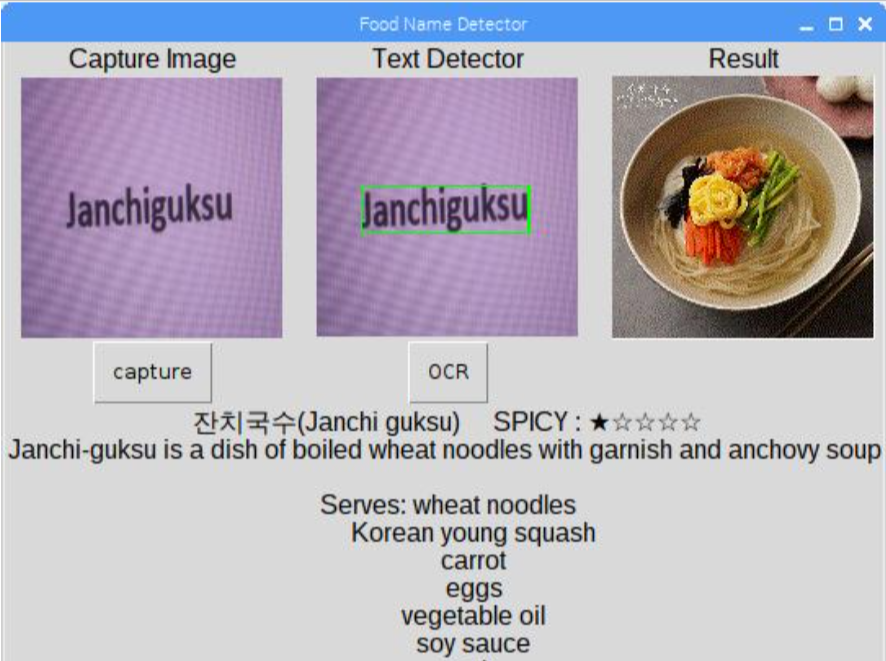 Food Name Detector
Capture Image
Text Detector
Result
Janchiguksu
Janchiguksu
capture
OCR
잔치국수(Janchi guksu) SPICY : ★☆☆☆☆
Janchi-guksu is a dish of boiled wheat noodles with garnish and anchovy soup
Serves: wheat noodles
Korean young squash
carrot
eggs
vegetable oil
soy sauce